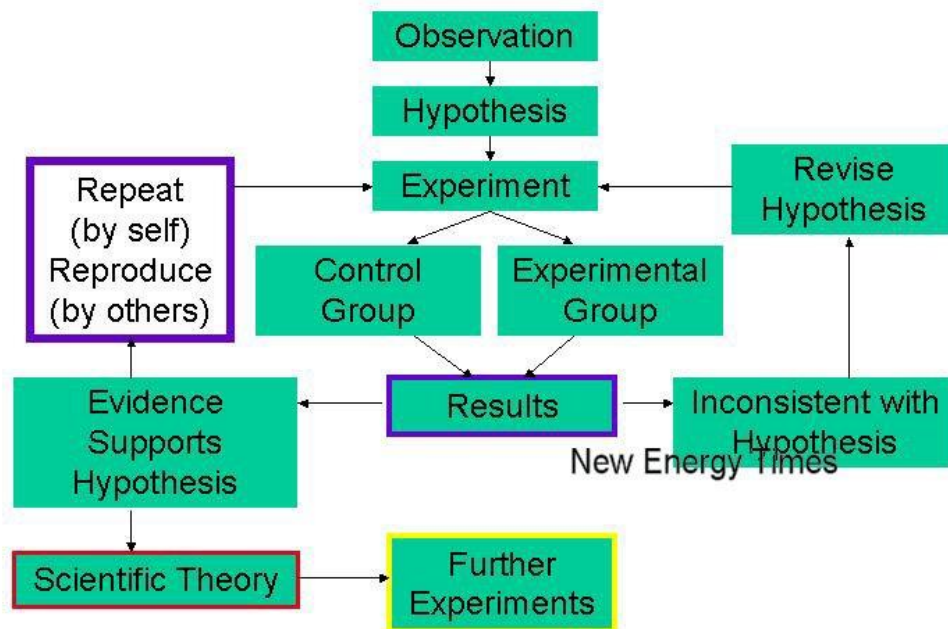 Observation
Hypothesis
Repeat
(by self)
Reproduce
(by others)
Experiment
Revise
Hypothesis
Control
Group
Experimental
Group
Evidence
Supports
Hypothesis
Results
Inconsistent with
Hypothesis
New Energy Times
Scientific Theory
Further
Experiments